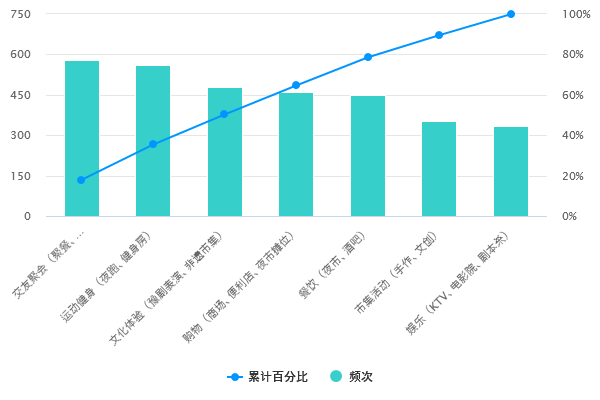 750
600
450
300
150
0
100%
80%
60%
40%
20%
0%
交友聚会（聚餐、...
运动健身（夜跑、健身房）
文化体验（豫剧表演、非遗市集）
购物（商场、便利店、夜市摊位）
餐饮（夜市、酒吧）
市集活动（手作、文创）
娱乐（KTV、电影院、剧本杀）
累计百分比
频次